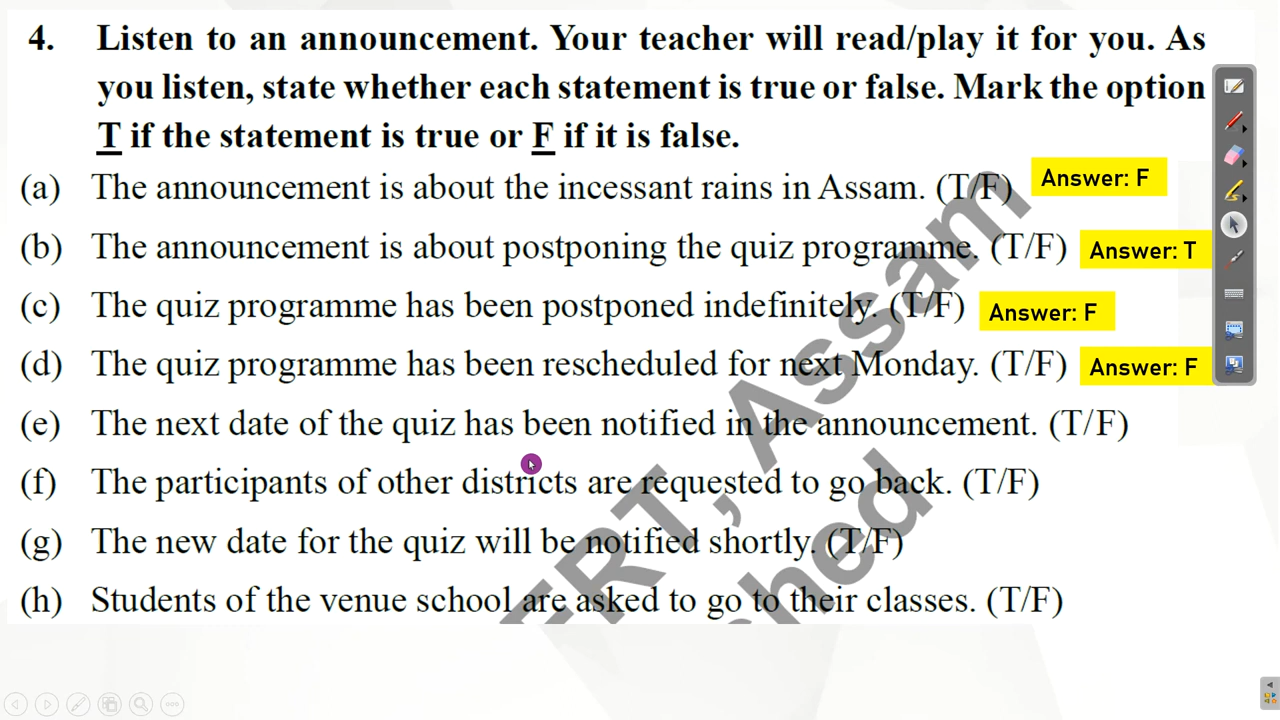 4. Listen to an announcement. Your teacher will read/play it for you. As
you listen, state whether each statement is true or false. Mark the option
T if the statement is true or F if it is false.
(a) The announcement is about the incessant rains in Assam. (T/F) Answer: F
(b) The announcement is about postponing the quiz programme. (T/F) Answer: T
(c) The quiz programme has been postponed indefinitely. (T/F) Answer: F
(d) The quiz programme has been rescheduled for next Monday. (T/F) Answer: F
(e) The next date of the quiz has been notified in the announcement. (T/F)
(f) The participants of other districts are requested to go back. (T/F)
(g) The new date for the quiz will be notified shortly. (T/F)
(h) Students of the venue school are asked to go to their classes. (T/F)
Assam